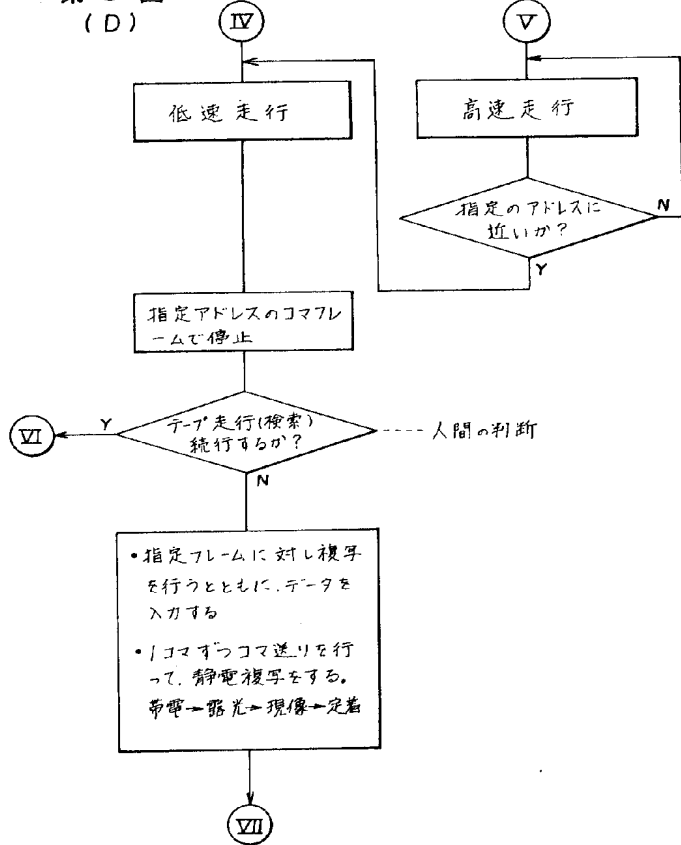 (D)
IV
V
低速走行
高速走行
指定のアドレスに
近いか?
N
Y
指定アドレスのコマフレ
ームで停止
テープ走行(検索)
続行するか?
Y
VI
人間の判断
N
・指定フレームに対し複写
を行うとともに、データを
入力する
・1コマずつコマ送りを行
って、静電複写をする。
帯電→露光→現像→定着
VII